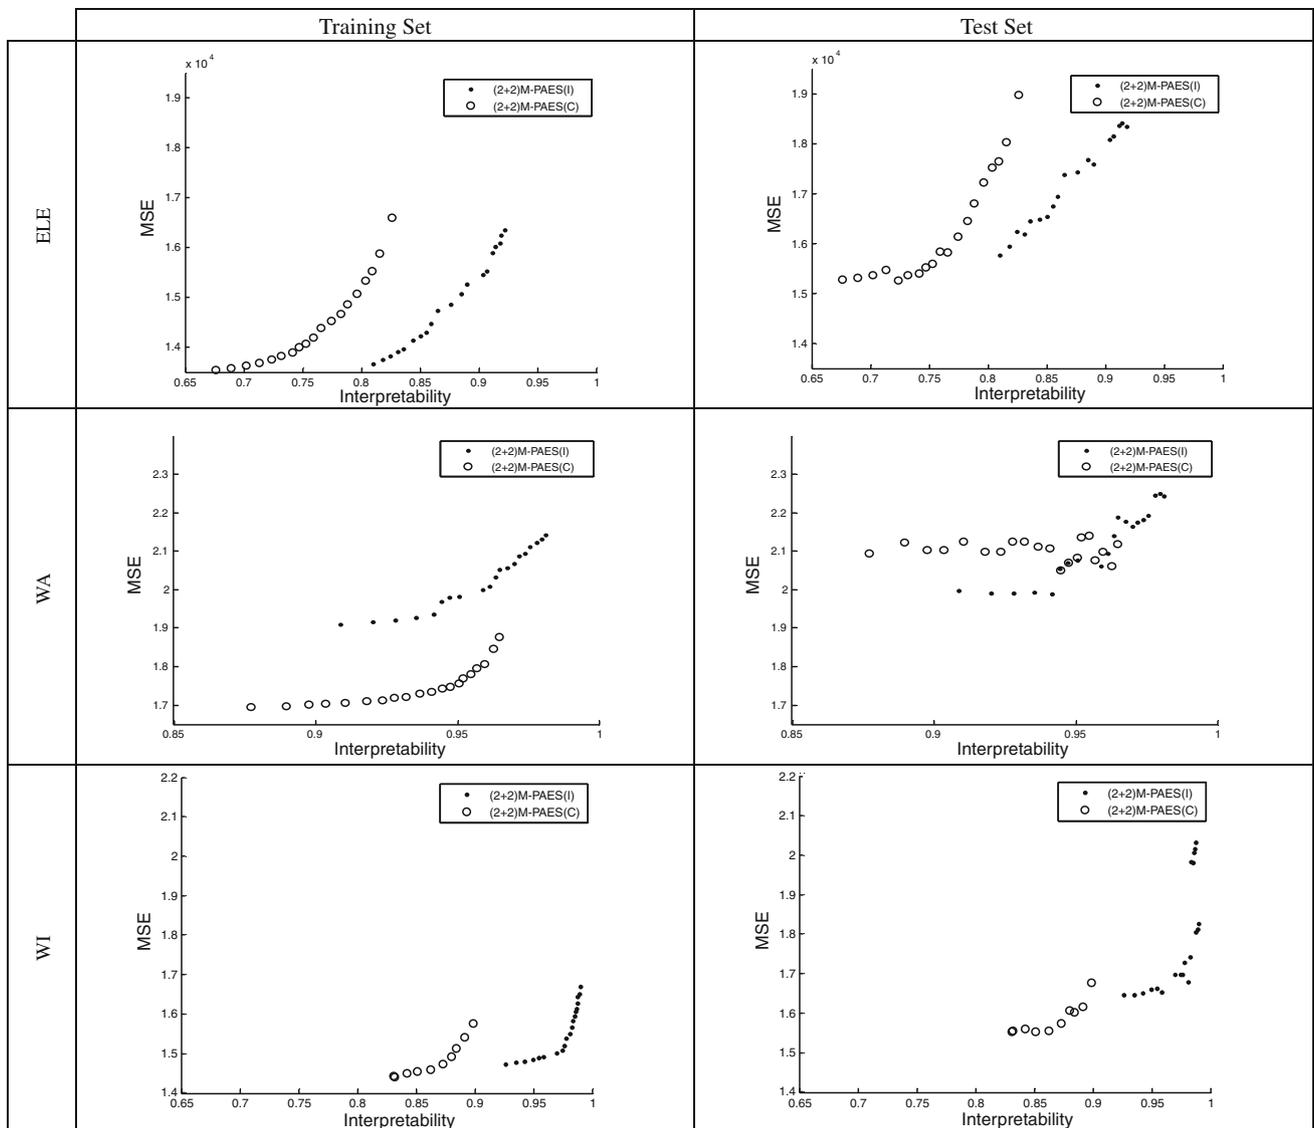 Training Set
Test Set
ELE
x 10^4
1.9
1.8
1.7
1.6
1.5
1.4
MSE
0.65 0.7 0.75 0.8 0.85 0.9 0.95 1
Interpretability
(2+2)M-PAES(I)
(2+2)M-PAES(C)
x 10^4
1.9
1.8
1.7
1.6
1.5
1.4
MSE
0.65 0.7 0.75 0.8 0.85 0.9 0.95 1
Interpretability
(2+2)M-PAES(I)
(2+2)M-PAES(C)
WA
2.3
2.2
2.1
2
1.9
1.8
1.7
MSE
0.85 0.9 0.95 1
Interpretability
(2+2)M-PAES(I)
(2+2)M-PAES(C)
2.3
2.2
2.1
2
1.9
1.8
1.7
MSE
0.85 0.9 0.95 1
Interpretability
(2+2)M-PAES(I)
(2+2)M-PAES(C)
WI
2.2
2.1
2
1.9
1.8
1.7
1.6
1.5
1.4
MSE
0.65 0.7 0.75 0.8 0.85 0.9 0.95 1
Interpretability
(2+2)M-PAES(I)
(2+2)M-PAES(C)
2.2
2.1
2
1.9
1.8
1.7
1.6
1.5
1.4
MSE
0.65 0.7 0.75 0.8 0.85 0.9 0.95 1
Interpretability
(2+2)M-PAES(I)
(2+2)M-PAES(C)